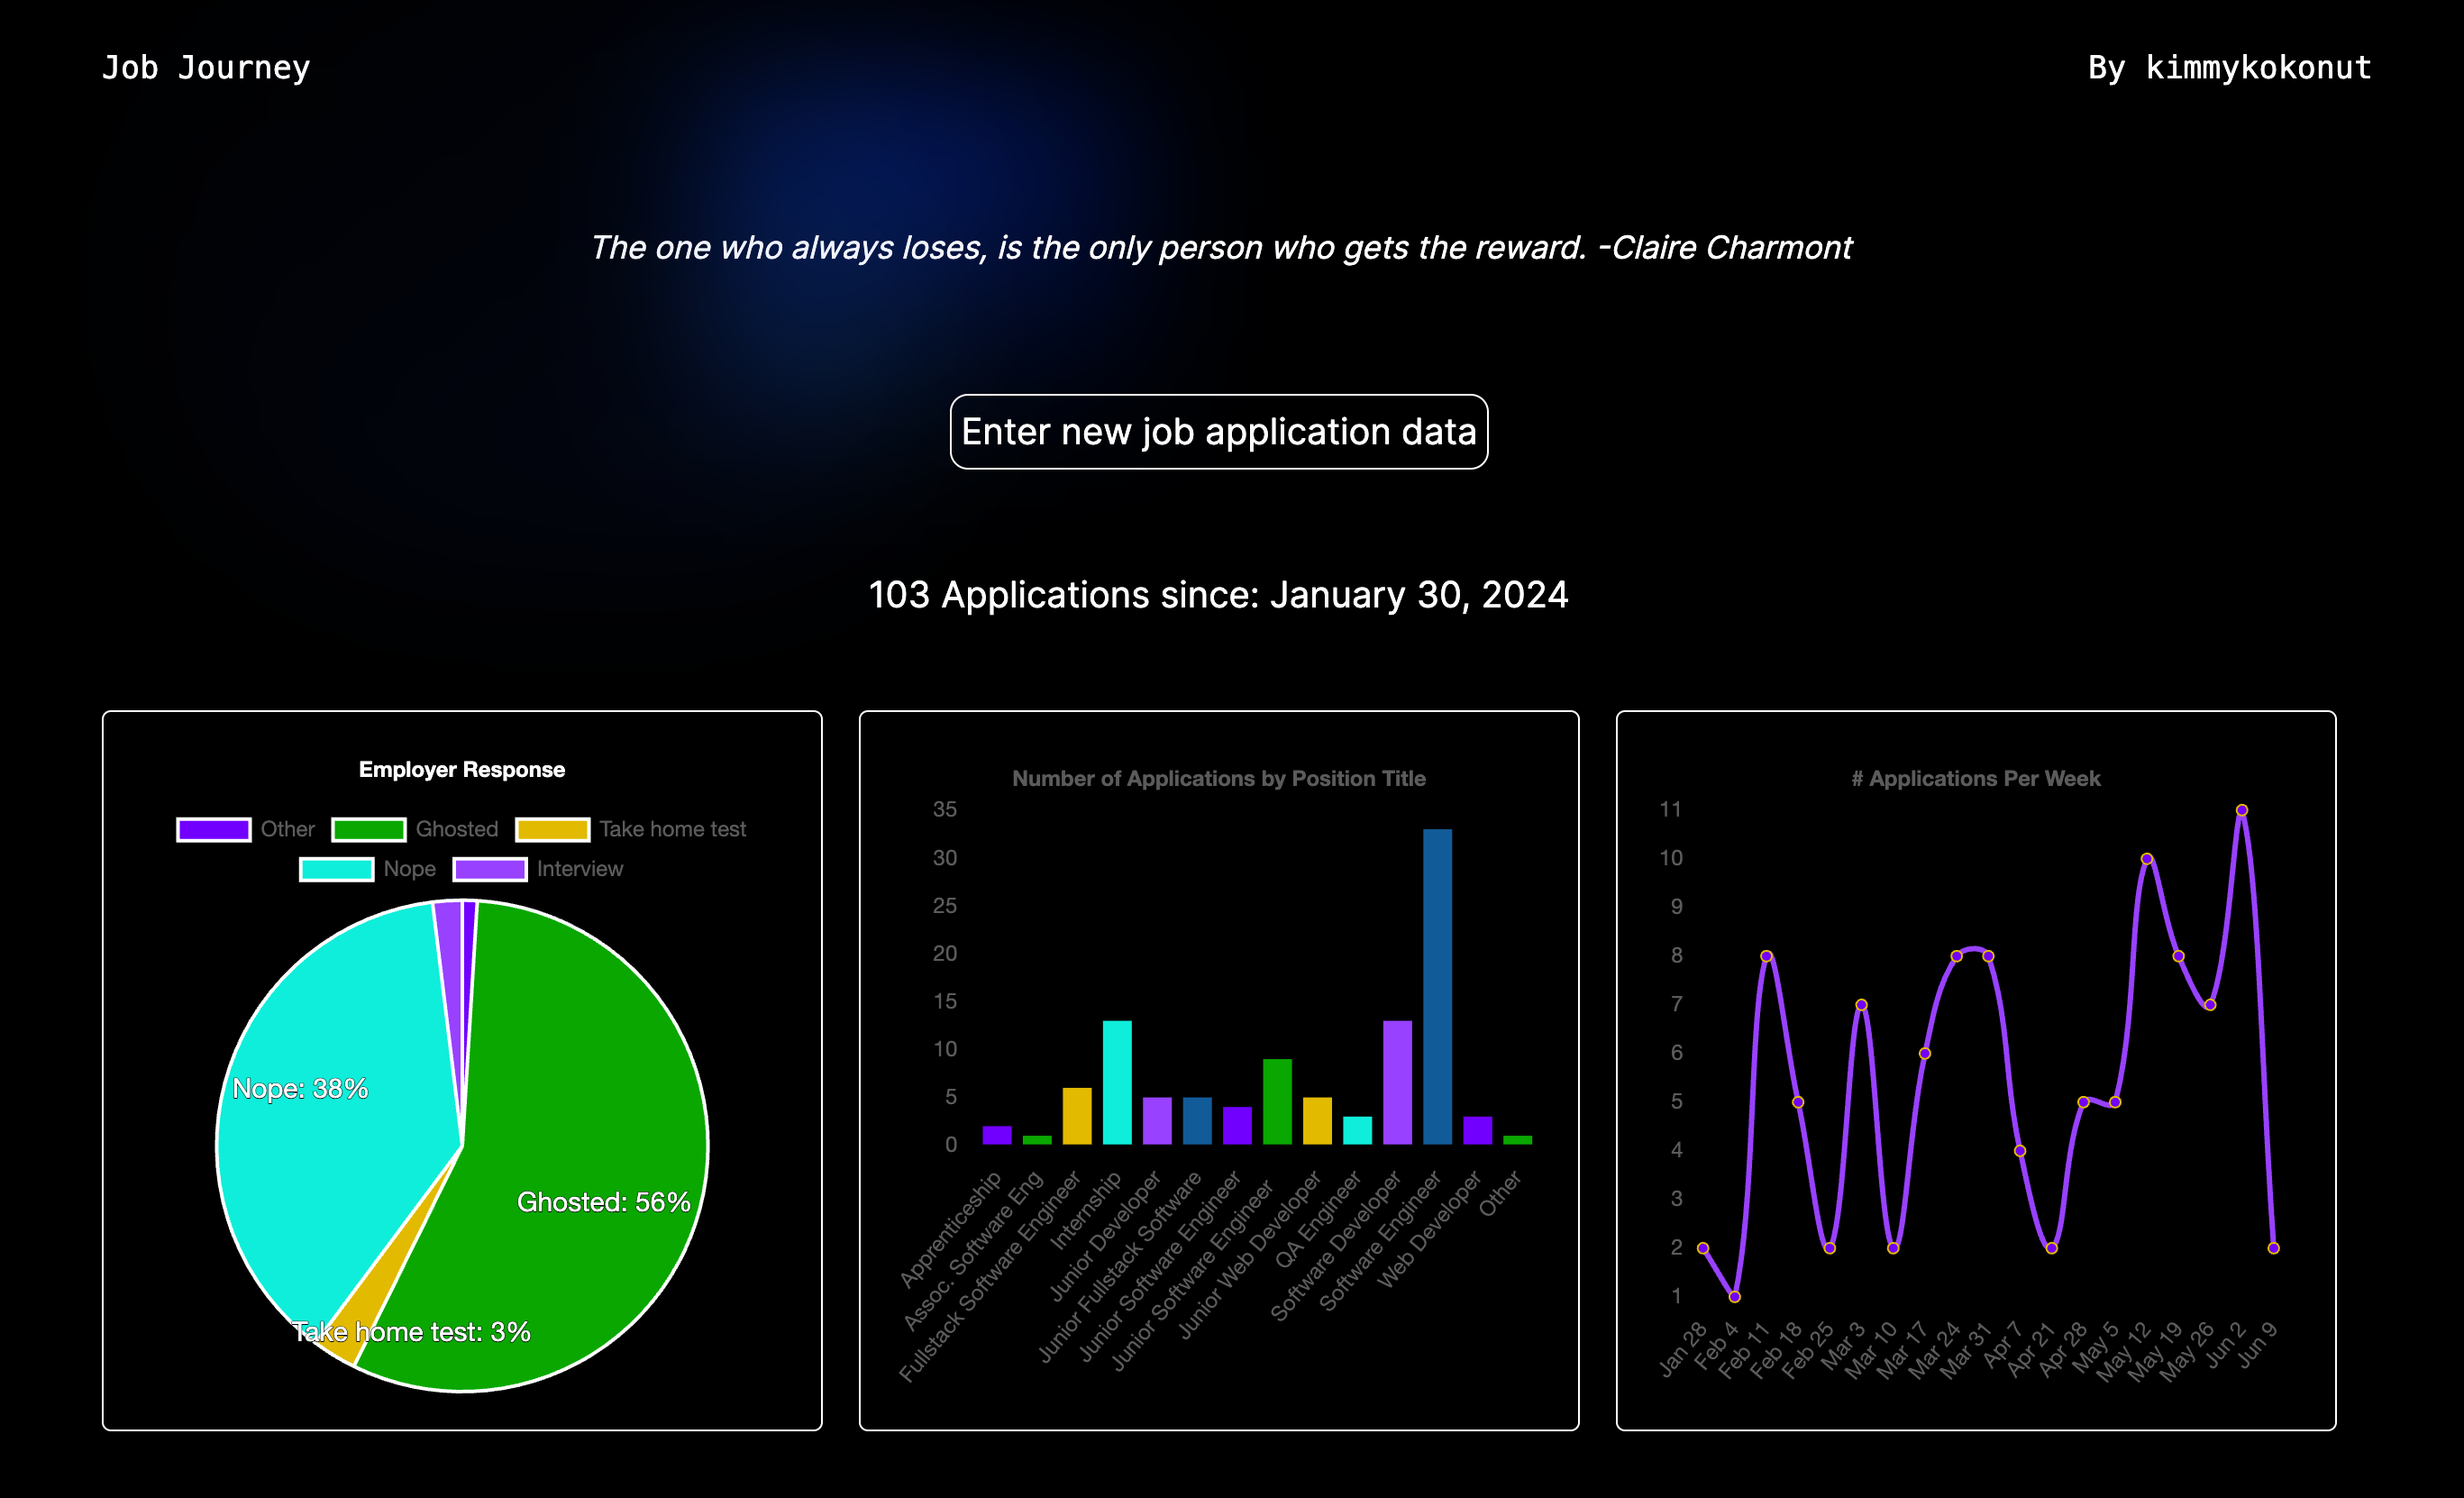 Job Journey
By kimmykokonut
The one who always loses, is the only person who gets the reward. -Claire Charmont
Enter new job application data
103 Applications since: January 30, 2024
Employer Response
Other
Ghosted
Take home test
Nope
Interview
Nope: 38%
Ghosted: 56%
Take home test: 3%
Number of Applications by Position Title
35
30
25
20
15
10
5
0
Apprenticeship
Assoc. Software Eng
Fullstack Software Engineer
Internship
Junior Developer
Junior Fullstack Software
Junior Software Engineer
Junior Software Engineer
Junior Web Developer
QA Engineer
Software Developer
Software Engineer
Web Developer
Other
# Applications Per Week
11
10
9
8
7
6
5
4
3
2
1
Jan 28
Feb 4
Feb 11
Feb 18
Feb 25
Mar 3
Mar 10
Mar 17
Mar 24
Mar 31
Apr 7
Apr 21
Apr 28
May 5
May 12
May 19
May 26
Jun 2
Jun 9